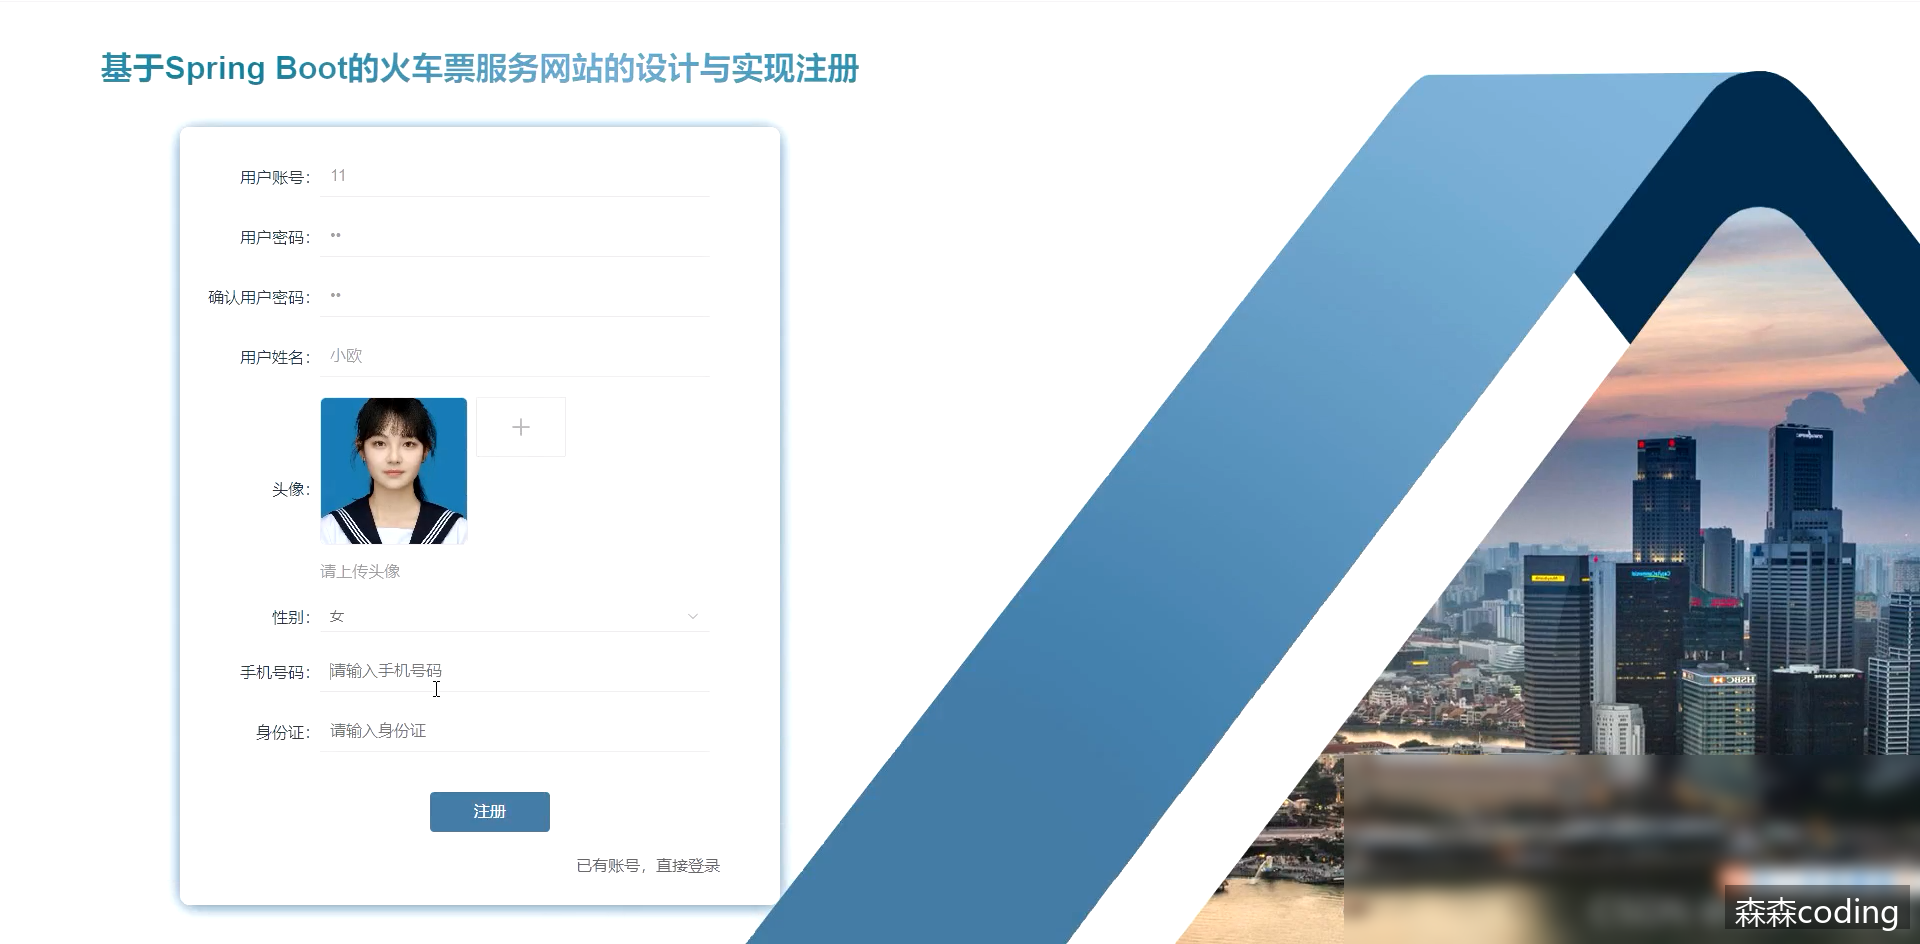 基于Spring Boot的火车票服务网站的设计与实现注册
用户账号： 11
用户密码： ••
确认用户密码： ••
用户姓名： 小欧
头像：
请上传头像
性别： 女
手机号码： 请输入手机号码
身份证： 请输入身份证
注册
已有账号，直接登录
HSBC
森森coding